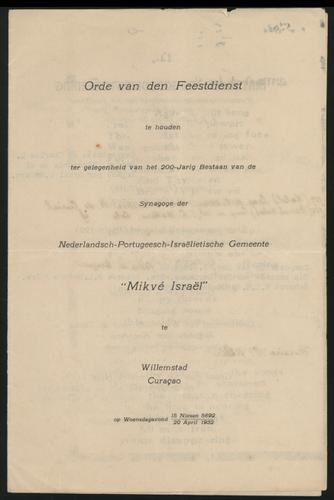 Orde van den Feestdienst
te houden
ter gelegenheid van het 200-Jarig Bestaan van de
Synagoge der
Nederlandsch-Portugeesch-Israëlietische Gemeente
"Mikvé Israël"
te
Willemstad
Curaçao
op Woensdagavond 15 Nissan 5692
20 April 1932